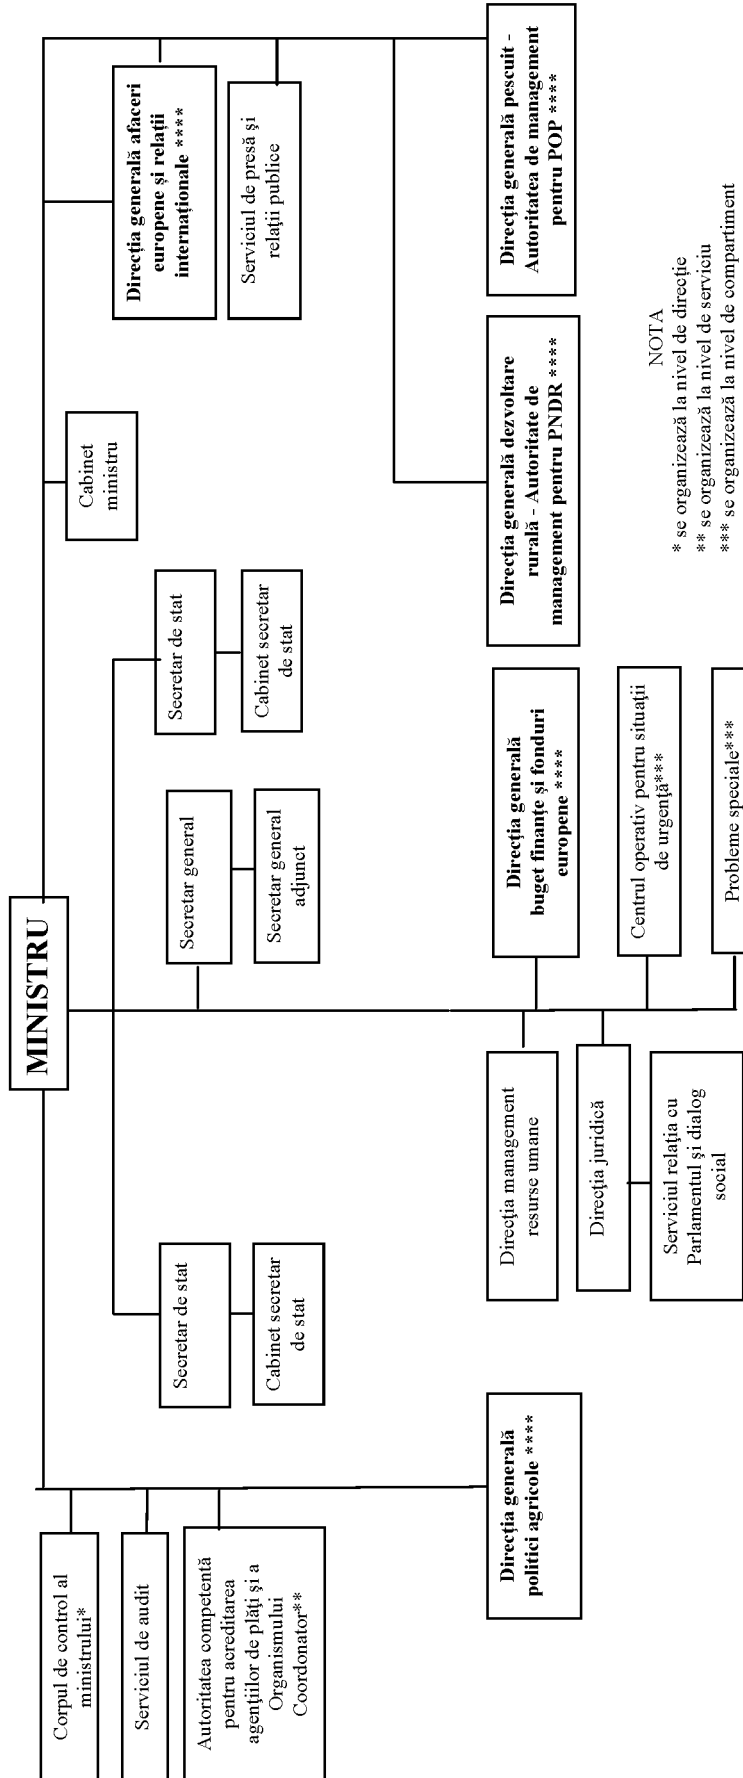 MINISTRU
Corpul de control al
ministrului*
Serviciul de audit
Autoritatea competentă
pentru acreditarea
agenţiilor de plăţi şi a
Organismului
Coordonator**
Secretar de stat
Cabinet secretar
de stat
Secretar general
Secretar general
adjunct
Secretar de stat
Cabinet secretar
de stat
Cabinet
ministru
Direcţia generală afaceri
europene şi relaţii
internaţionale ****
Serviciul de presă şi
relaţii publice
Direcţia generală
politici agricole ****
Direcţia management
resurse umane
Direcţia juridică
Serviciul relaţia cu
Parlamentul şi dialog
social
Direcţia generală
buget finanţe şi fonduri
europene ****
Centrul operativ pentru situaţii
de urgenţă***
Probleme speciale***
Direcţia generală dezvoltare
rurală - Autoritate de
management pentru PNDR ****
Direcţia generală pescuit -
Autoritatea de management
pentru POP ****
NOTA
* se organizează la nivel de direcţie
** se organizează la nivel de serviciu
*** se organizează la nivel de compartiment